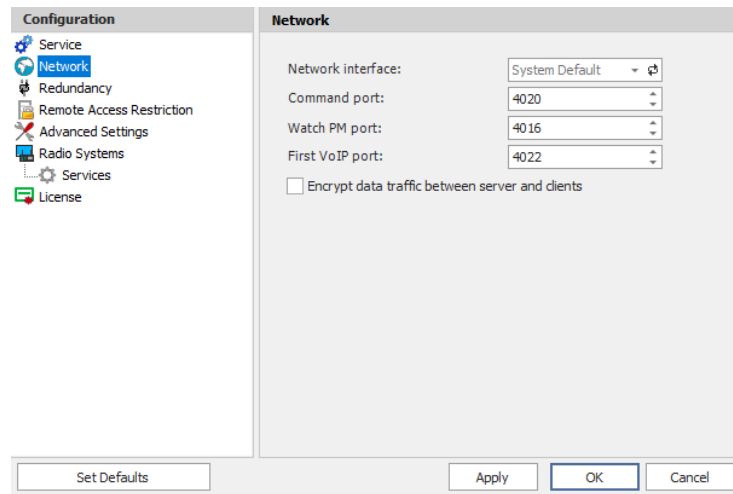 Configuration
Service
Network
Redundancy
Remote Access Restriction
Advanced Settings
Radio Systems
Services
License
Network
Network interface: System Default
Command port: 4020
Watch PM port: 4016
First VoIP port: 4022
Encrypt data traffic between server and clients
Set Defaults
Apply
OK
Cancel